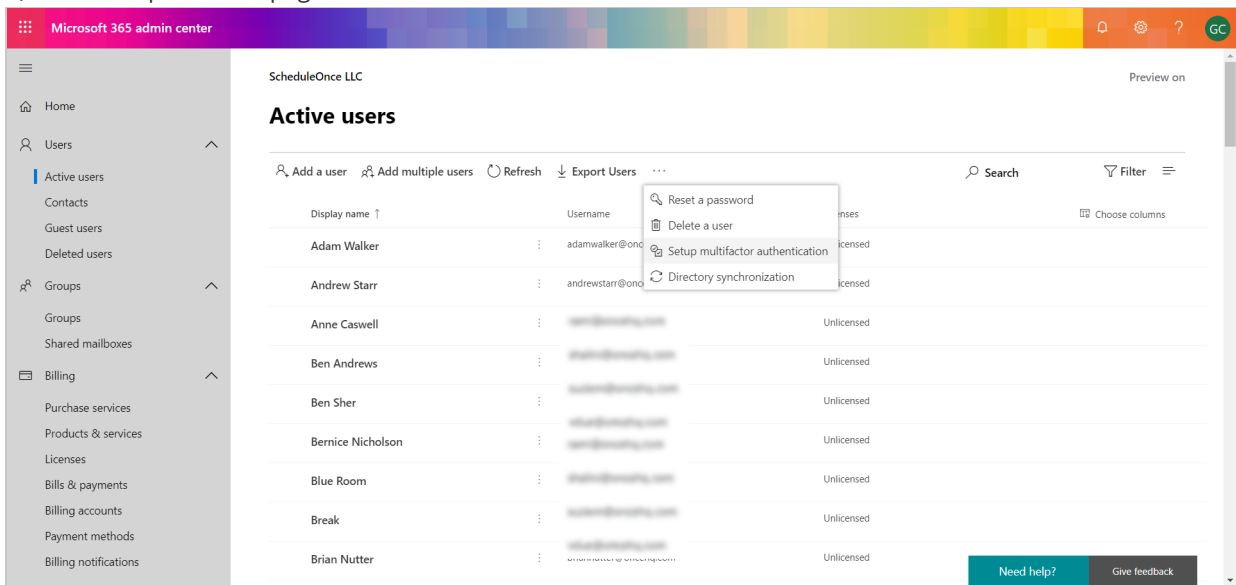 Microsoft 365 admin center
?
GC
ScheduleOnce LLC
Preview on
Home
Active users
Users
Active users
Contacts
Guest users
Deleted users
Groups
Groups
Shared mailboxes
Billing
Purchase services
Products & services
Licenses
Bills & payments
Billing accounts
Payment methods
Billing notifications
Add a user Add multiple users Refresh Export Users ...
Search
Filter
Reset a password
Delete a user
Setup multifactor authentication
Directory synchronization
Display name ↑ Username Choose columns
Adam Walker
Andrew Starr
Anne Caswell Unlicensed
Ben Andrews Unlicensed
Ben Sher Unlicensed
Bernice Nicholson Unlicensed
Blue Room Unlicensed
Break Unlicensed
Brian Nutter Unlicensed
Need help?
Give feedback